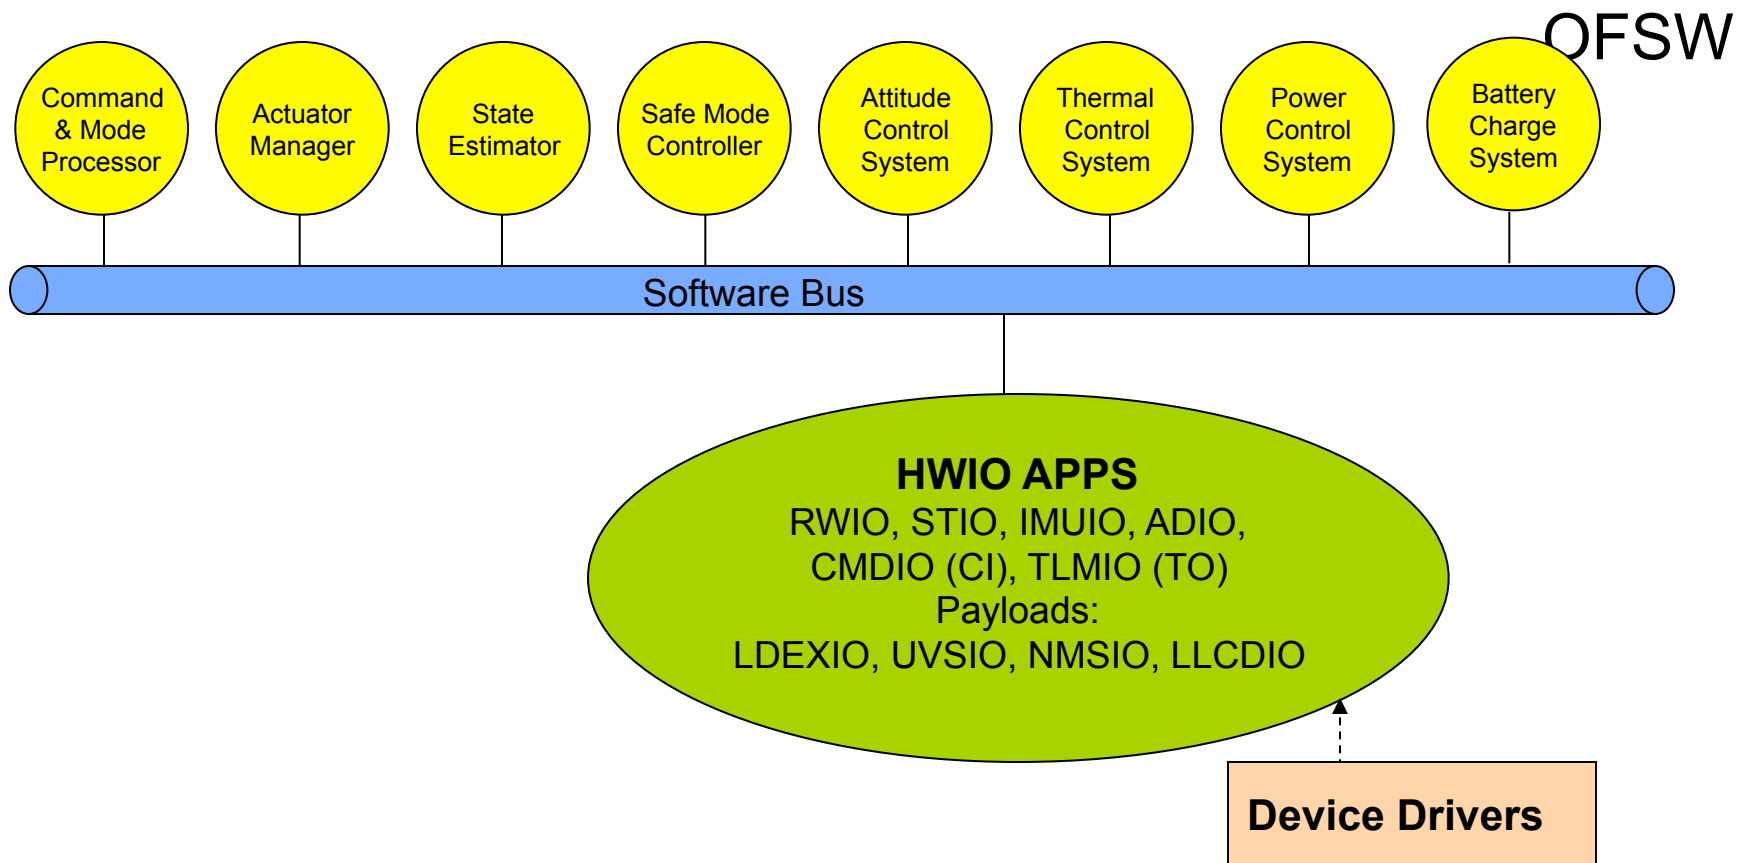 OFSW
Command
& Mode
Processor
Actuator
Manager
State
Estimator
Safe Mode
Controller
Attitude
Control
System
Thermal
Control
System
Power
Control
System
Battery
Charge
System
Software Bus
HWIO APPS
RWIO, STIO, IMUIO, ADIO,
CMDIO (CI), TLMIO (TO)
Payloads:
LDEXIO, UVSIO, NMSIO, LLCDIO
Device Drivers